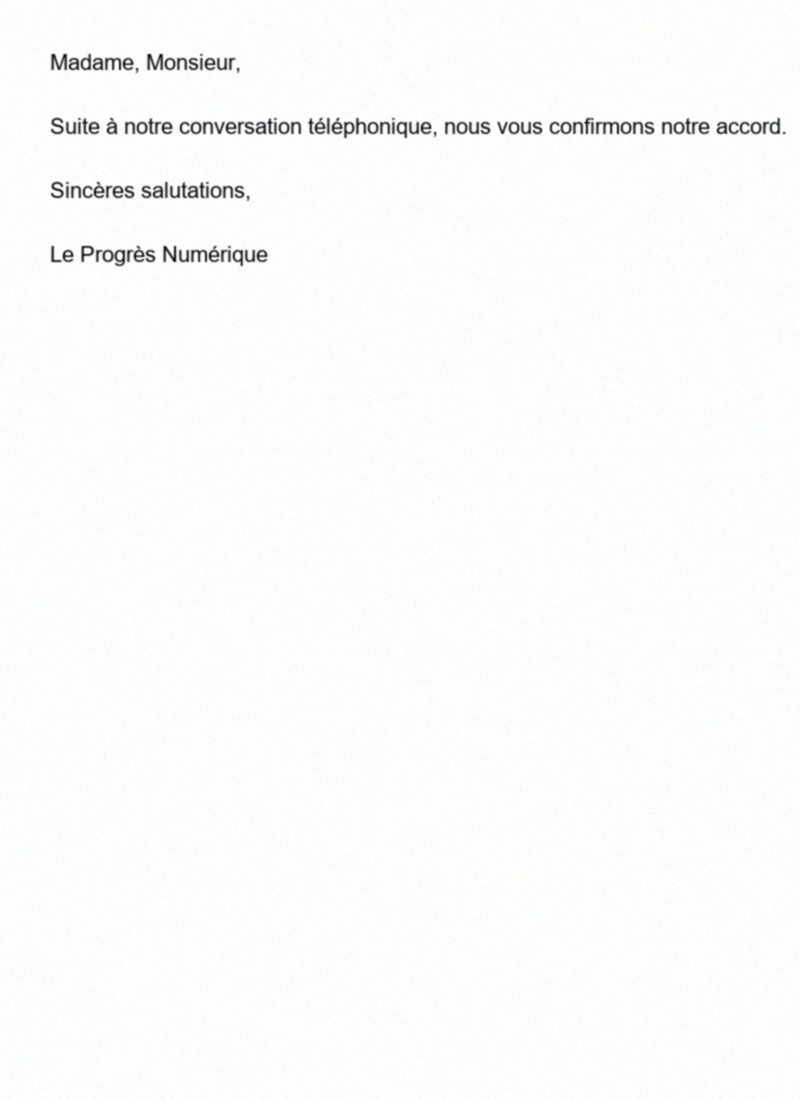 Madame, Monsieur,
Suite à notre conversation téléphonique, nous vous confirmons notre accord.
Sincères salutations,
Le Progrès Numérique